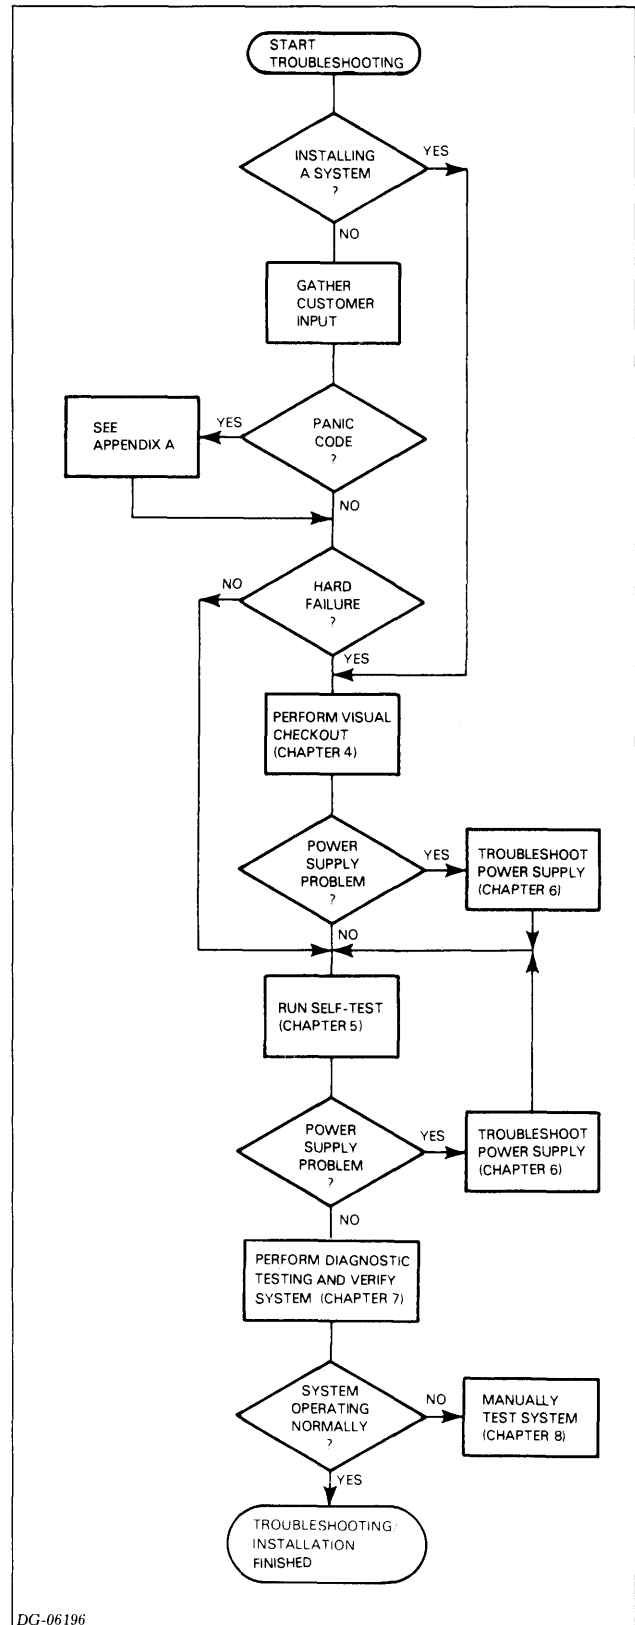 START
TROUBLESHOOTING
INSTALLING
A SYSTEM
?
YES
NO
GATHER
CUSTOMER
INPUT
PANIC
CODE
?
YES
SEE
APPENDIX A
NO
HARD
FAILURE
?
NO
YES
PERFORM VISUAL
CHECKOUT
(CHAPTER 4)
POWER
SUPPLY
PROBLEM
?
YES
TROUBLESHOOT
POWER SUPPLY
(CHAPTER 6)
NO
RUN SELF-TEST
(CHAPTER 5)
POWER
SUPPLY
PROBLEM
?
YES
TROUBLESHOOT
POWER SUPPLY
(CHAPTER 6)
NO
PERFORM DIAGNOSTIC
TESTING AND VERIFY
SYSTEM (CHAPTER 7)
SYSTEM
OPERATING
NORMALLY
?
NO
MANUALLY
TEST SYSTEM
(CHAPTER 8)
YES
TROUBLESHOOTING/
INSTALLATION
FINISHED
DG-06196